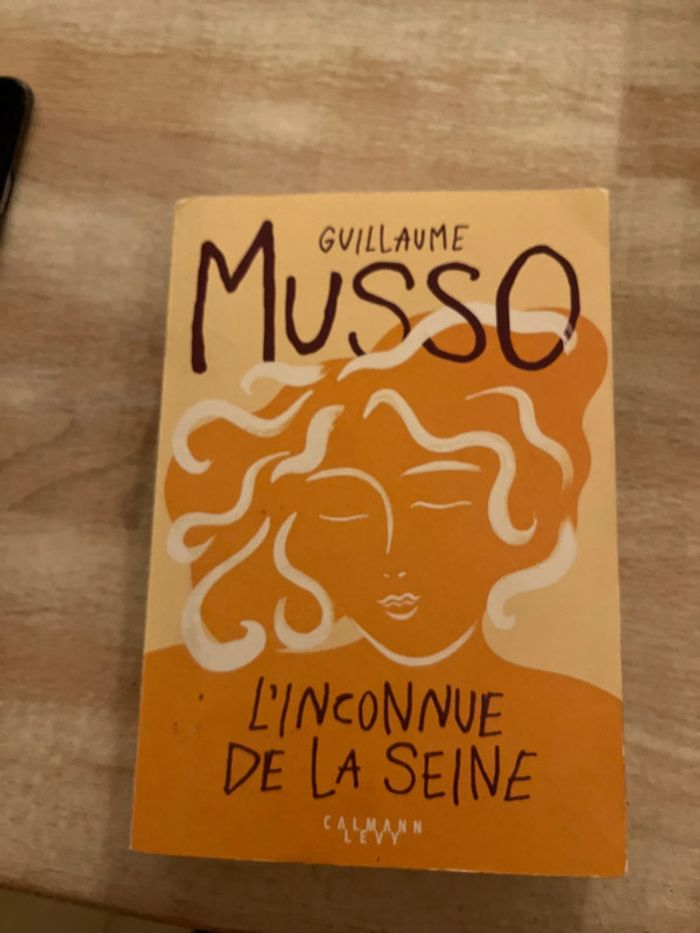 GUILLAUME
MUSSO
L'INCONNUE
DE LA SEINE
CALMANN
LEVY